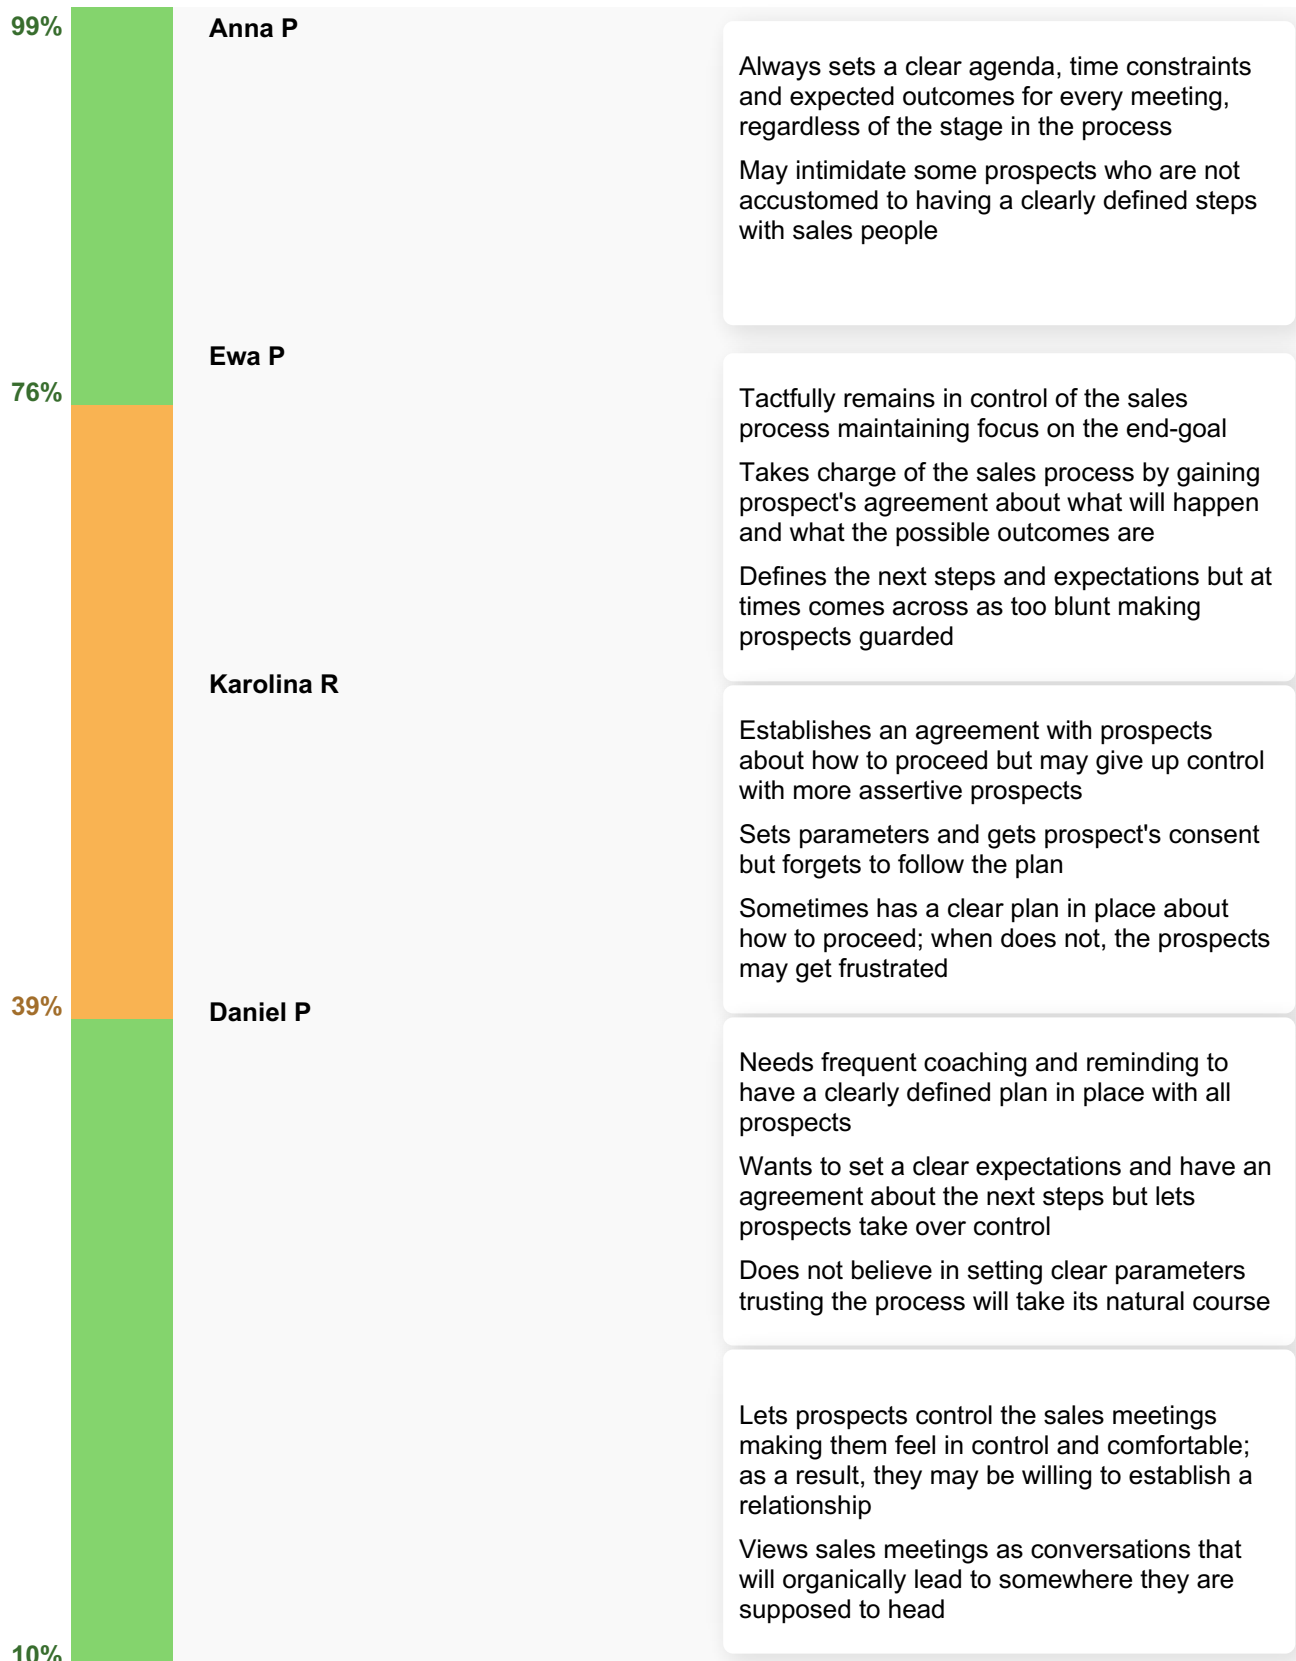 99%
Anna P
Always sets a clear agenda, time constraints
and expected outcomes for every meeting,
regardless of the stage in the process
May intimidate some prospects who are not
accustomed to having a clearly defined steps
with sales people
Ewa P
76%
Tactfully remains in control of the sales
process maintaining focus on the end-goal
Takes charge of the sales process by gaining
prospect's agreement about what will happen
and what the possible outcomes are
Defines the next steps and expectations but at
times comes across as too blunt making
prospects guarded
Karolina R
Establishes an agreement with prospects
about how to proceed but may give up control
with more assertive prospects
Sets parameters and gets prospect's consent
but forgets to follow the plan
Sometimes has a clear plan in place about
how to proceed; when does not, the prospects
may get frustrated
39%
Daniel P
Needs frequent coaching and reminding to
have a clearly defined plan in place with all
prospects
Wants to set a clear expectations and have an
agreement about the next steps but lets
prospects take over control
Does not believe in setting clear parameters
trusting the process will take its natural course
Lets prospects control the sales meetings
making them feel in control and comfortable;
as a result, they may be willing to establish a
relationship
Views sales meetings as conversations that
will organically lead to somewhere they are
supposed to head
10%